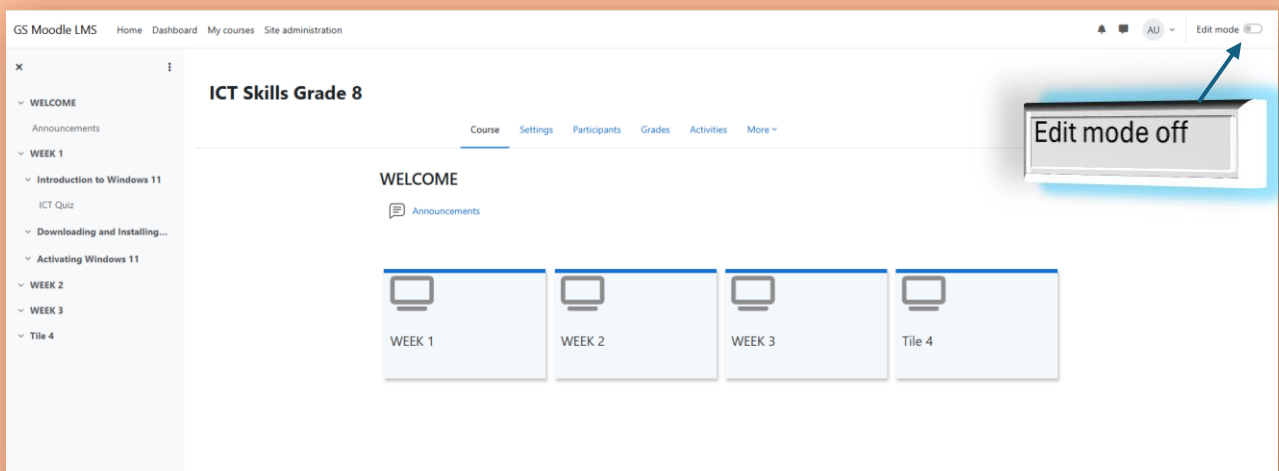 GS Moodle LMS Home Dashboard My courses Site administration AU Edit mode
WELCOME
Announcements
WEEK 1
Introduction to Windows 11
ICT Quiz
Downloading and Installing...
Activating Windows 11
WEEK 2
WEEK 3
Tile 4
ICT Skills Grade 8
Course Settings Participants Grades Activities More
WELCOME
Announcements
WEEK 1 WEEK 2 WEEK 3 Tile 4
Edit mode off